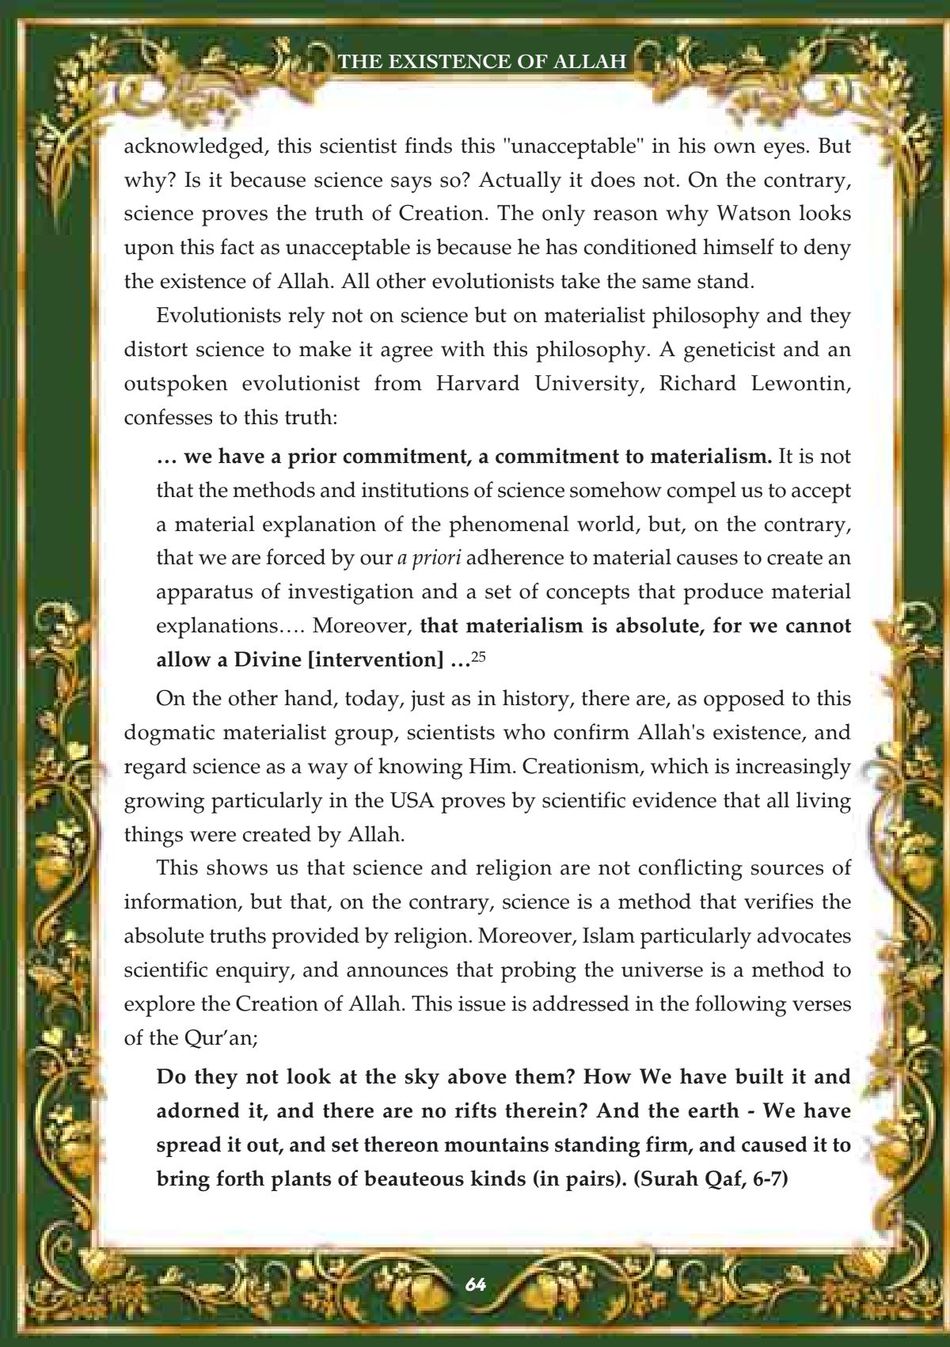 THE EXISTENCE OF ALLAH
acknowledged, this scientist finds this "unacceptable" in his own eyes. But
why? Is it because science says so? Actually it does not. On the contrary,
science proves the truth of Creation. The only reason why Watson looks
upon this fact as unacceptable is because he has conditioned himself to deny
the existence of Allah. All other evolutionists take the same stand.
Evolutionists rely not on science but on materialist philosophy and they
distort science to make it agree with this philosophy. A geneticist and an
outspoken evolutionist from Harvard University, Richard Lewontin,
confesses to this truth:
… we have a prior commitment, a commitment to materialism. It is not
that the methods and institutions of science somehow compel us to accept
a material explanation of the phenomenal world, but, on the contrary,
that we are forced by our a priori adherence to material causes to create an
apparatus of investigation and a set of concepts that produce material
explanations…. Moreover, that materialism is absolute, for we cannot
allow a Divine [intervention] …25
On the other hand, today, just as in history, there are, as opposed to this
dogmatic materialist group, scientists who confirm Allah's existence, and
regard science as a way of knowing Him. Creationism, which is increasingly
growing particularly in the USA proves by scientific evidence that all living
things were created by Allah.
This shows us that science and religion are not conflicting sources of
information, but that, on the contrary, science is a method that verifies the
absolute truths provided by religion. Moreover, Islam particularly advocates
scientific enquiry, and announces that probing the universe is a method to
explore the Creation of Allah. This issue is addressed in the following verses
of the Qur’an;
Do they not look at the sky above them? How We have built it and
adorned it, and there are no rifts therein? And the earth - We have
spread it out, and set thereon mountains standing firm, and caused it to
bring forth plants of beauteous kinds (in pairs). (Surah Qaf, 6-7)
64